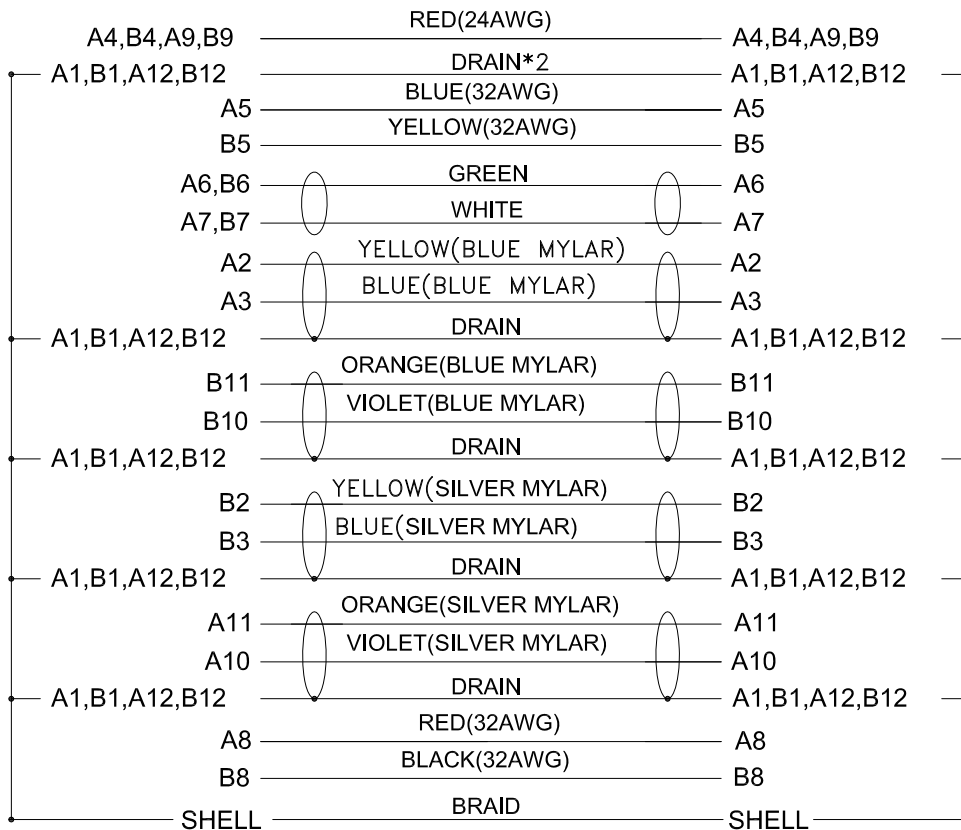 RED(24AWG)
A4,B4,A9,B9 A4,B4,A9,B9
DRAIN*2
A1,B1,A12,B12 A1,B1,A12,B12
BLUE(32AWG)
A5 A5
YELLOW(32AWG)
B5 B5
GREEN
A6,B6 A6
WHITE
A7,B7 A7
YELLOW(BLUE MYLAR)
A2 A2
BLUE(BLUE MYLAR)
A3 A3
DRAIN
A1,B1,A12,B12 A1,B1,A12,B12
ORANGE(BLUE MYLAR)
B11 B11
VIOLET(BLUE MYLAR)
B10 B10
DRAIN
A1,B1,A12,B12 A1,B1,A12,B12
YELLOW(SILVER MYLAR)
B2 B2
BLUE(SILVER MYLAR)
B3 B3
DRAIN
A1,B1,A12,B12 A1,B1,A12,B12
ORANGE(SILVER MYLAR)
A11 A11
VIOLET(SILVER MYLAR)
A10 A10
DRAIN
A1,B1,A12,B12 A1,B1,A12,B12
RED(32AWG)
A8 A8
BLACK(32AWG)
B8 B8
BRAID
SHELL SHELL